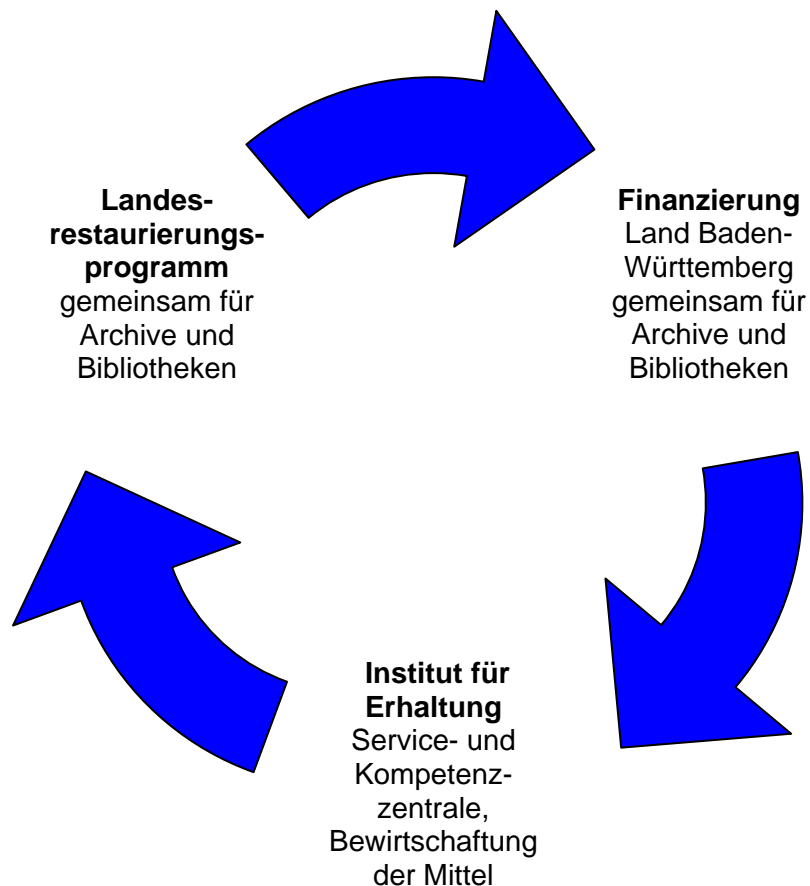 Landes-
restaurierungs-
programm
gemeinsam für
Archive und
Bibliotheken
Finanzierung
Land Baden-
Württemberg
gemeinsam für
Archive und
Bibliotheken
Institut für
Erhaltung
Service- und
Kompetenz-
zentrale,
Bewirtschaftung
der Mittel